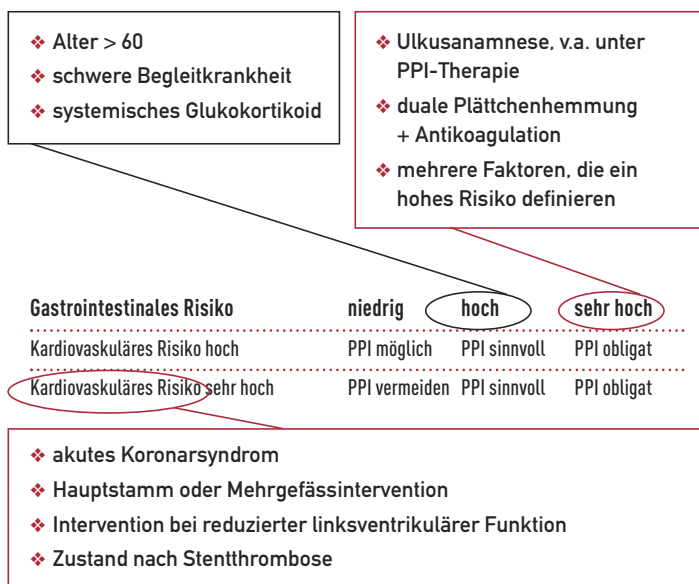 ❖ Alter > 60
❖ schwere Begleitkrankheit
❖ systemisches Glukokortikoid
❖ Ulkusanamnese, v.a. unter
PPI-Therapie
❖ duale Plättchenhemmung
+ Antikoagulation
❖ mehrere Faktoren, die ein
hohes Risiko definieren
Gastrointestinales Risiko niedrig hoch sehr hoch
Kardiovaskuläres Risiko hoch PPI möglich PPI sinnvoll PPI obligat
Kardiovaskuläres Risiko sehr hoch PPI vermeiden PPI sinnvoll PPI obligat
❖ akutes Koronarsyndrom
❖ Hauptstamm oder Mehrgefässintervention
❖ Intervention bei reduzierter linksventrikulärer Funktion
❖ Zustand nach Stentthrombose